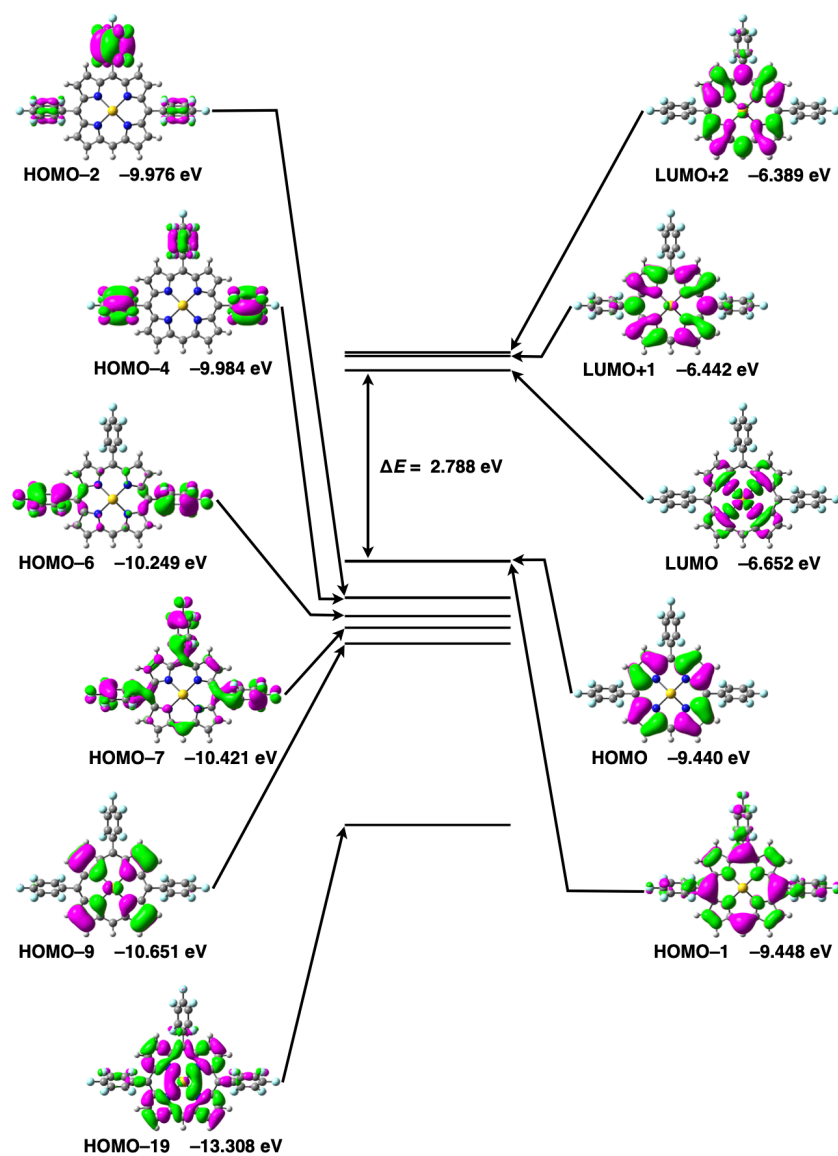 HOMO–2 –9.976 eV
LUMO+2 –6.389 eV
HOMO–4 –9.984 eV
LUMO+1 –6.442 eV
ΔE = 2.788 eV
HOMO–6 –10.249 eV
LUMO –6.652 eV
HOMO–7 –10.421 eV
HOMO –9.440 eV
HOMO–9 –10.651 eV
HOMO–1 –9.448 eV
HOMO–19 –13.308 eV